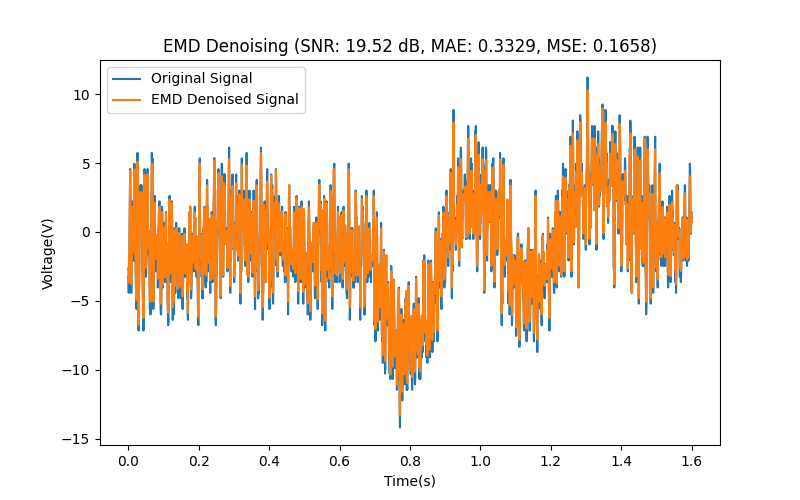 EMD Denoising (SNR: 19.52 dB, MAE: 0.3329, MSE: 0.1658)
Original Signal
EMD Denoised Signal
10
5
0
−5
−10
−15
Voltage(V)
0.0 0.2 0.4 0.6 0.8 1.0 1.2 1.4 1.6
Time(s)